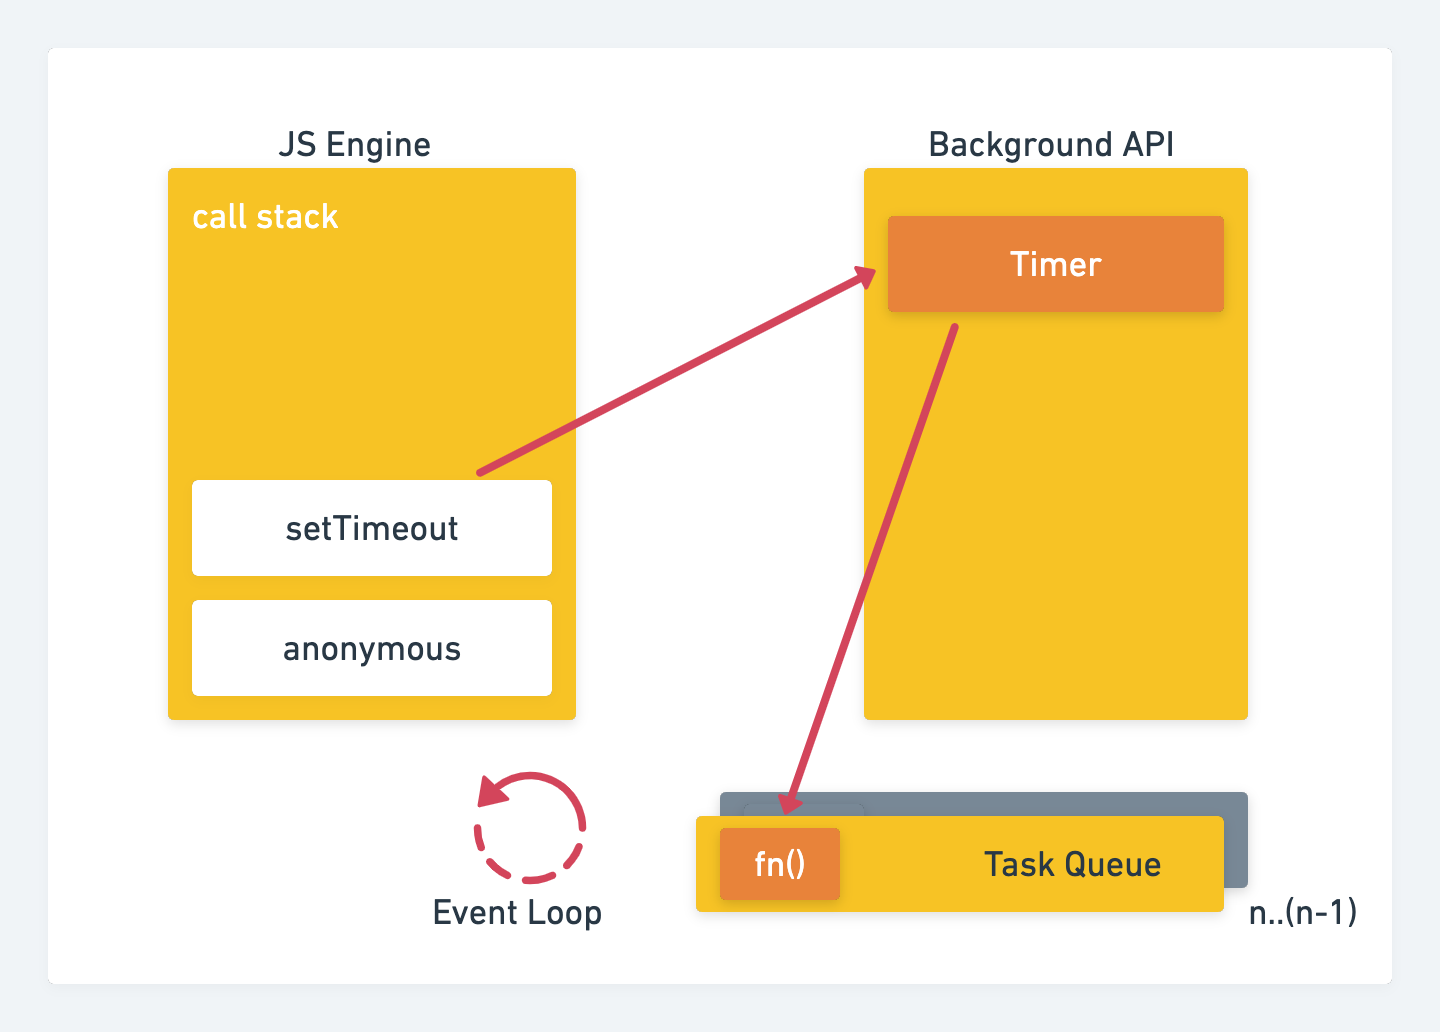 JS Engine
Background API
call stack
Timer
setTimeout
anonymous
fn()
Task Queue
Event Loop
n..(n-1)